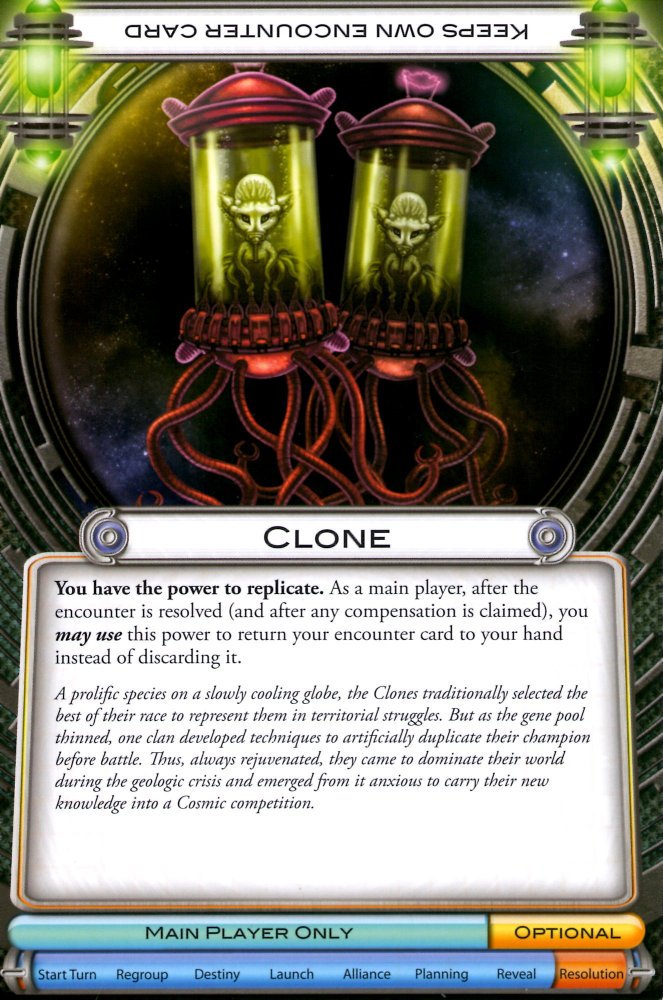 KEEPS OWN ENCOUNTER CARD
CLONE
You have the power to replicate. As a main player, after the
encounter is resolved (and after any compensation is claimed), you
may use this power to return your encounter card to your hand
instead of discarding it.
A prolific species on a slowly cooling globe, the Clones traditionally selected the
best of their race to represent them in territorial struggles. But as the gene pool
thinned, one clan developed techniques to artificially duplicate their champion
before battle. Thus, always rejuvenated, they came to dominate their world
during the geologic crisis and emerged from it anxious to carry their new
knowledge into a Cosmic competition.
MAIN PLAYER ONLY OPTIONAL
Start Turn Regroup Destiny Launch Alliance Planning Reveal Resolution